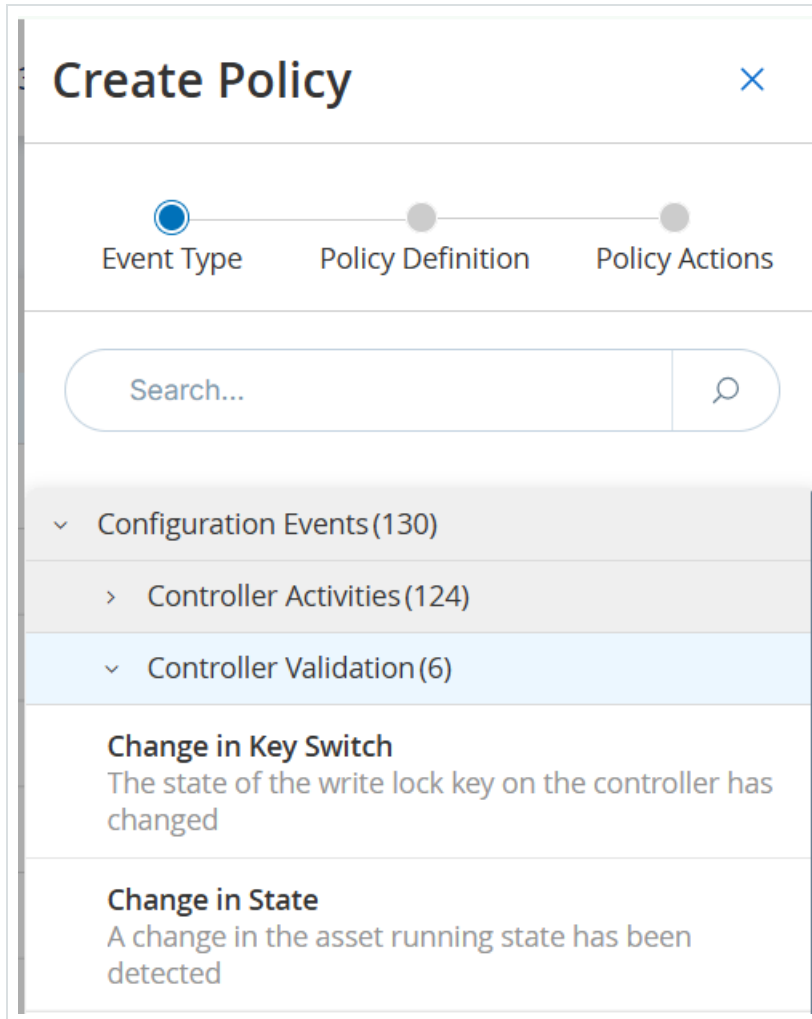 Create Policy
Event Type Policy Definition Policy Actions
Search...
Configuration Events (130)
Controller Activities (124)
Controller Validation (6)
Change in Key Switch
The state of the write lock key on the controller has
changed
Change in State
A change in the asset running state has been
detected